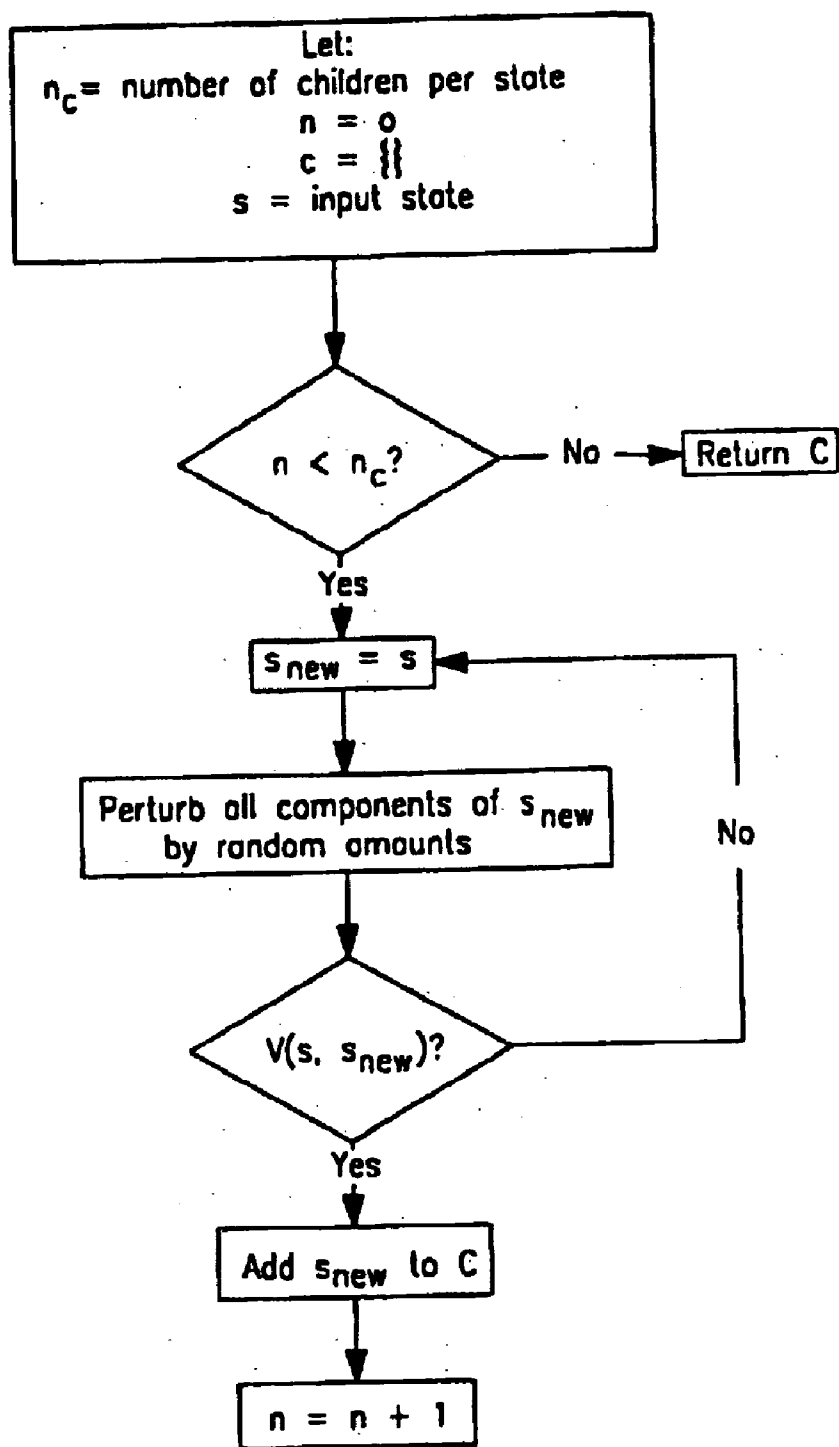 Let:
n_c = number of children per state
n = 0
c = {}
s = input state
n < n_c?
No
Return C
Yes
s_new = s
Perturb all components of s_new
by random amounts
No
V(s, s_new)?
Yes
Add s_new to C
n = n + 1